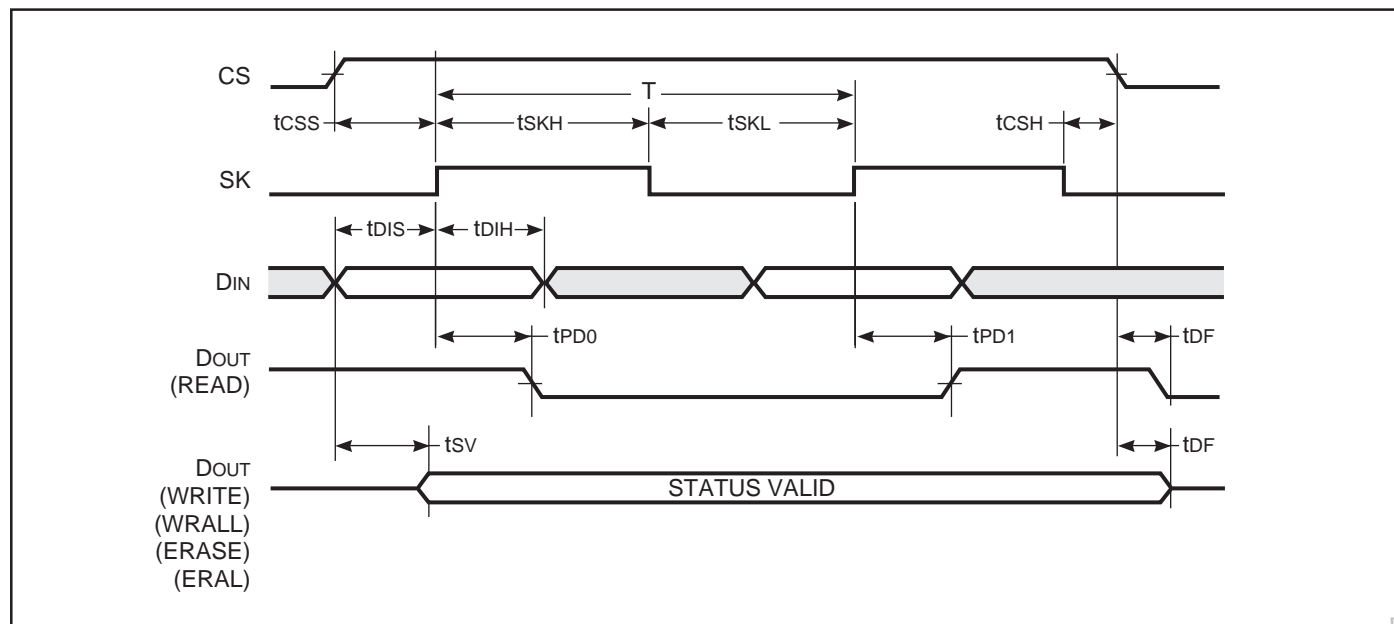 CS
T
tCSS
tSKH
tSKL
tCSH
SK
tDIS
tDIH
DIN
tPD0
tPD1
tDF
DOUT
(READ)
tSV
tDF
DOUT
(WRITE)
(WRALL)
(ERASE)
(ERAL)
STATUS VALID